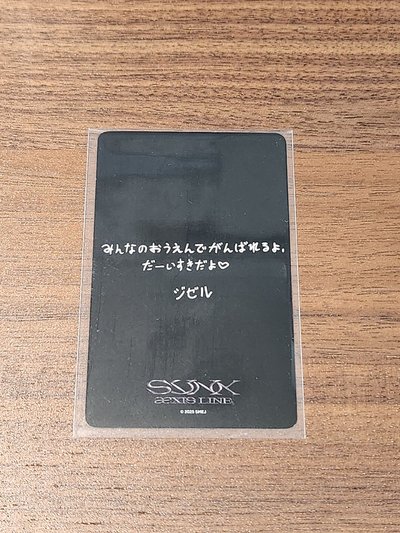 みんなのおうえんでがんばれるよ。
だーいすきだよ♡
ジゼル
SYNK
æXIS LINE
© 2025 SMEJ